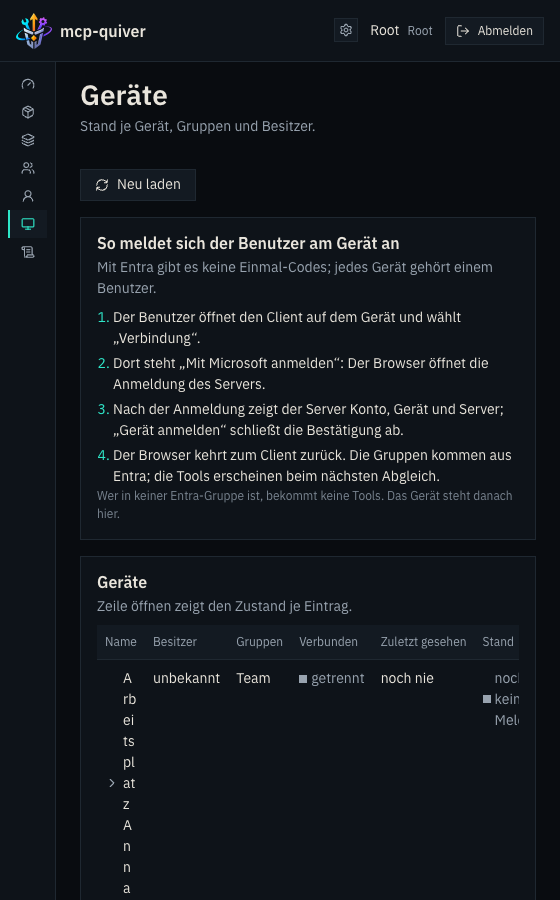 mcp-quiver
Root Root Abmelden
Geräte
Stand je Gerät, Gruppen und Besitzer.
Neu laden
So meldet sich der Benutzer am Gerät an
Mit Entra gibt es keine Einmal-Codes; jedes Gerät gehört einem
Benutzer.
1. Der Benutzer öffnet den Client auf dem Gerät und wählt
„Verbindung“.
2. Dort steht „Mit Microsoft anmelden“: Der Browser öffnet die
Anmeldung des Servers.
3. Nach der Anmeldung zeigt der Server Konto, Gerät und Server;
„Gerät anmelden“ schließt die Bestätigung ab.
4. Der Browser kehrt zum Client zurück. Die Gruppen kommen aus
Entra; die Tools erscheinen beim nächsten Abgleich.
Wer in keiner Entra-Gruppe ist, bekommt keine Tools. Das Gerät steht danach
hier.
Geräte
Zeile öffnen zeigt den Zustand je Eintrag.
Name Besitzer Gruppen Verbunden Zuletzt gesehen Stand
A unbekannt Team getrennt noch nie
rb
ei
ts
pl
at
z
A
n
n
a